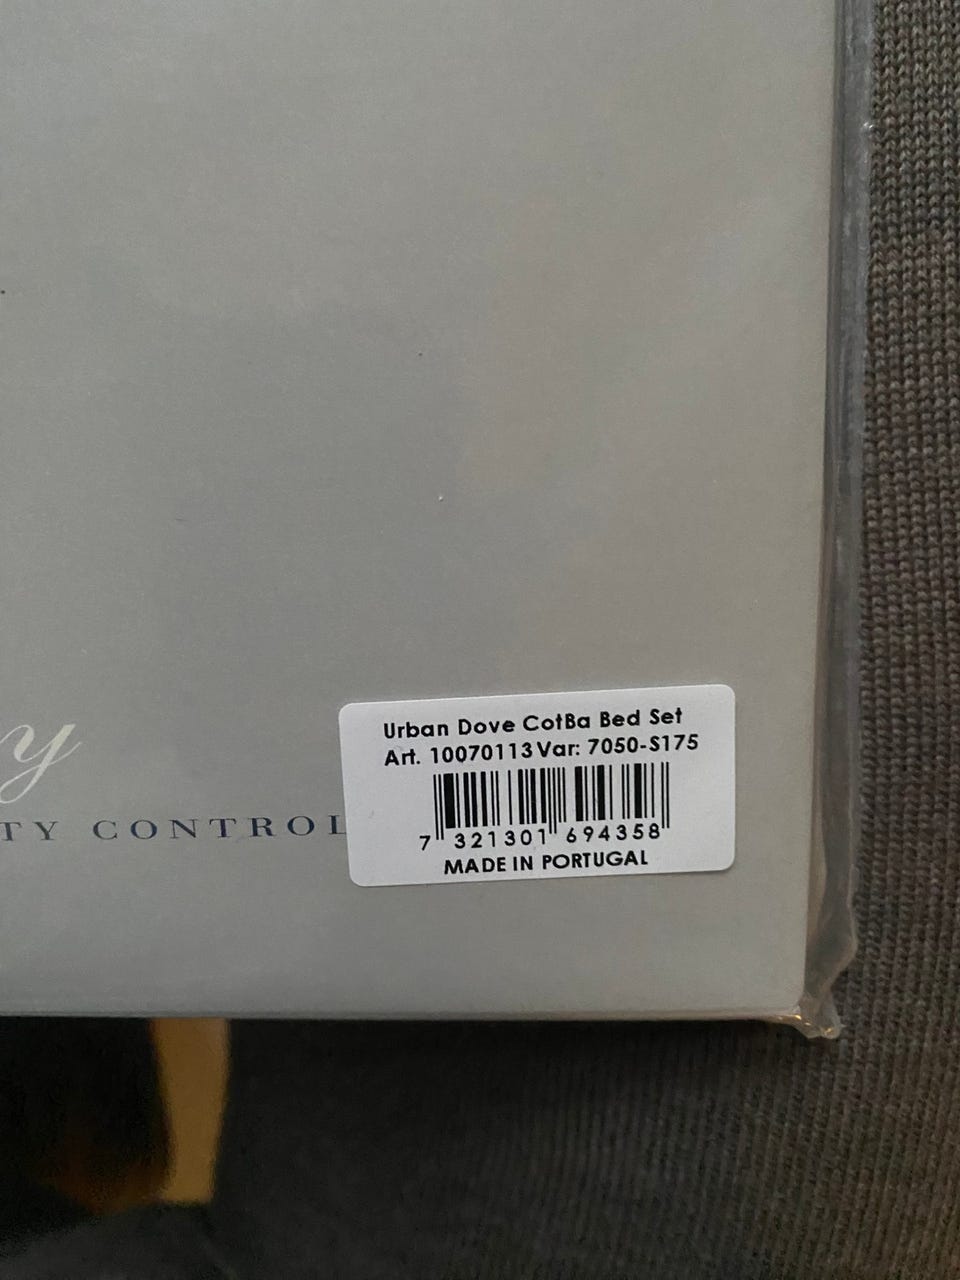 Urban Dove CotBa Bed Set
Art. 10070113 Var: 7050-S175
7 321301 694358
MADE IN PORTUGAL
y
TY CONTROL